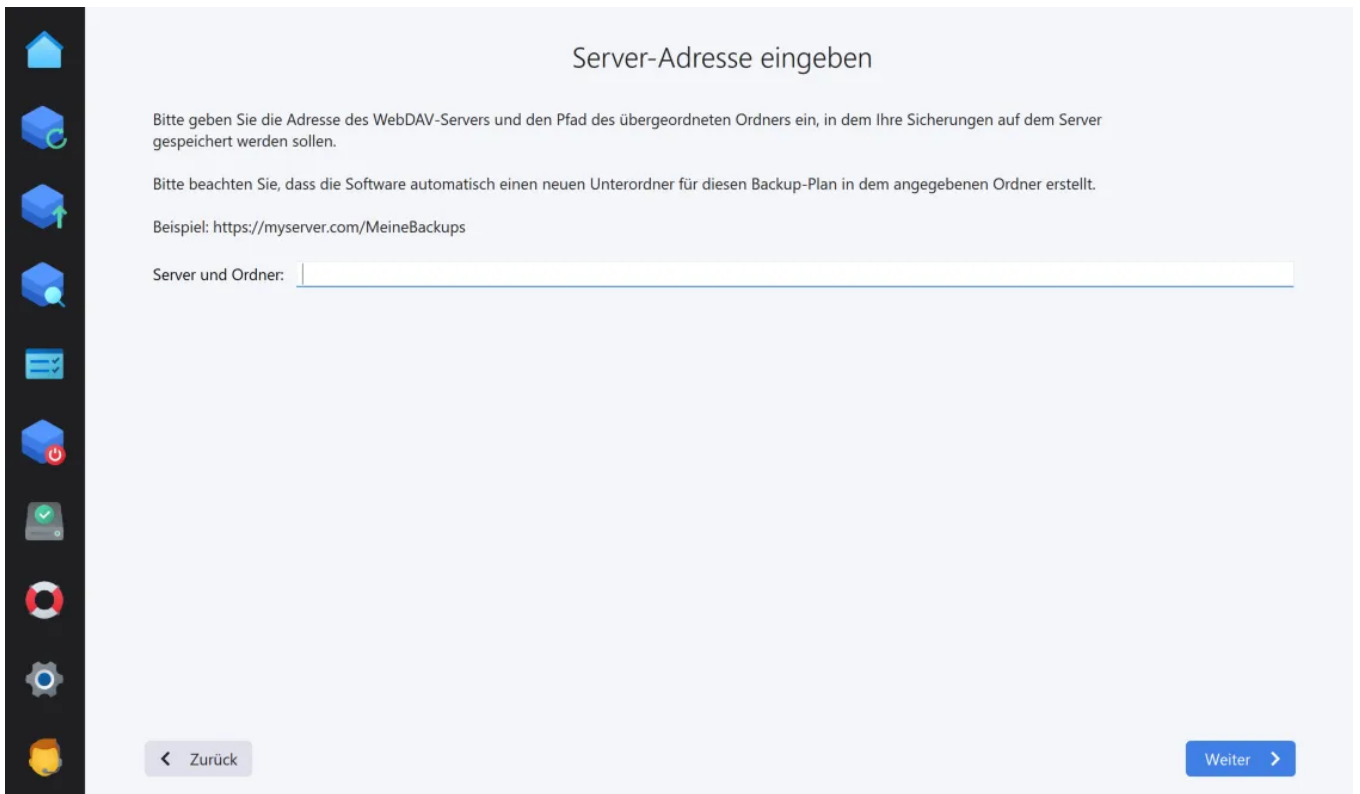 Server-Adresse eingeben
Bitte geben Sie die Adresse des WebDAV-Servers und den Pfad des übergeordneten Ordners ein, in dem Ihre Sicherungen auf dem Server
gespeichert werden sollen.
Bitte beachten Sie, dass die Software automatisch einen neuen Unterordner für diesen Backup-Plan in dem angegebenen Ordner erstellt.
Beispiel: https://myserver.com/MeineBackups
Server und Ordner:
Zurück
Weiter